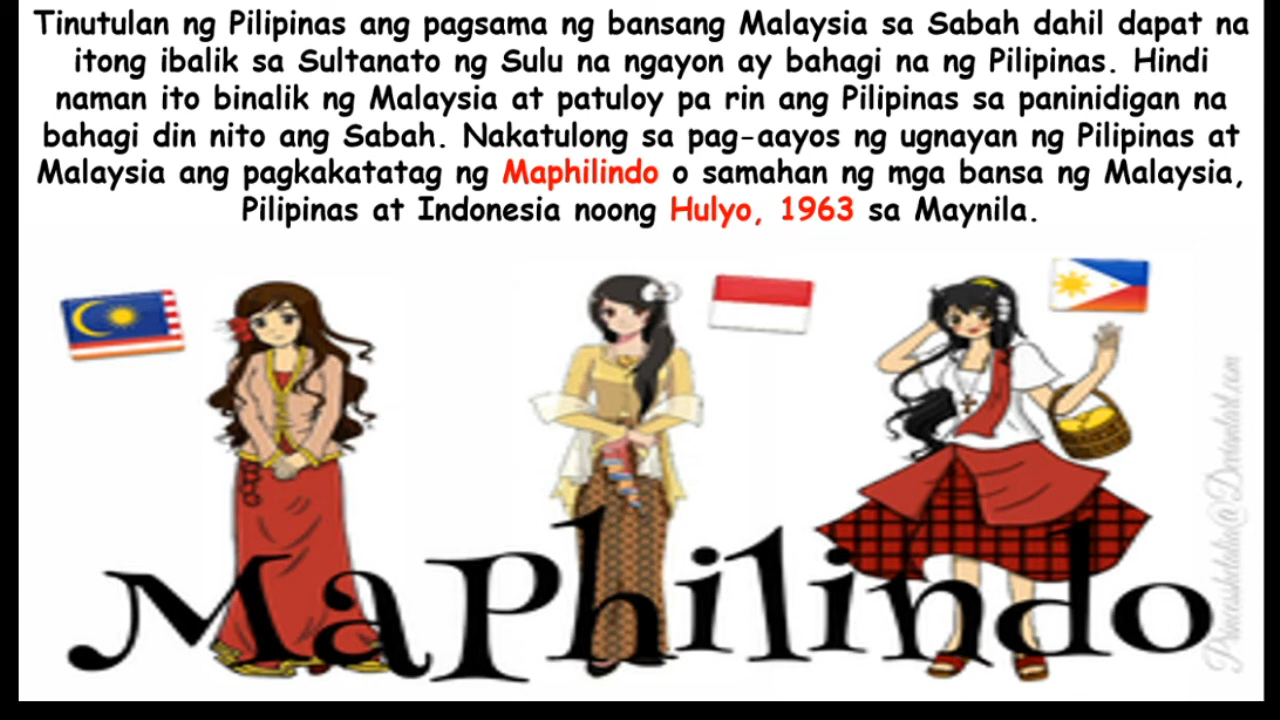 Tinutulan ng Pilipinas ang pagsama ng bansang Malaysia sa Sabah dahil dapat na
itong ibalik sa Sultanato ng Sulu na ngayon ay bahagi na ng Pilipinas. Hindi
naman ito binalik ng Malaysia at patuloy pa rin ang Pilipinas sa paninidigan na
bahagi din nito ang Sabah. Nakatulong sa pag-aayos ng ugnayan ng Pilipinas at
Malaysia ang pagkakatatag ng Maphilindo o samahan ng mga bansa ng Malaysia,
Pilipinas at Indonesia noong Hulyo, 1963 sa Maynila.
MaPhilindo